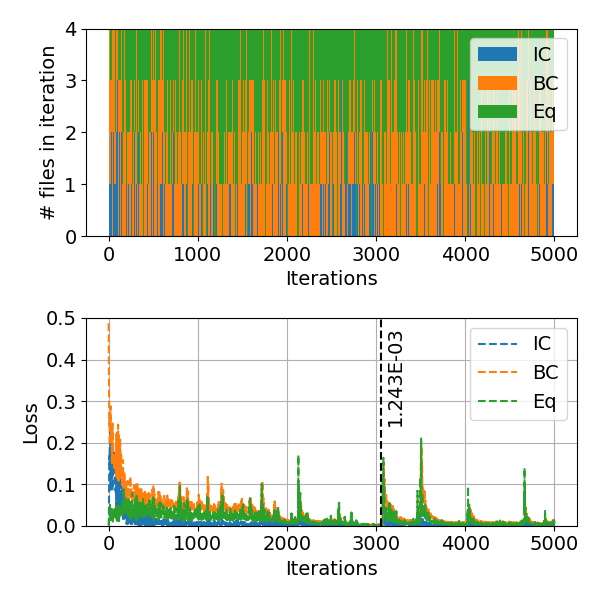 # files in iteration
4
3
2
1
0
IC
BC
Eq
0 1000 2000 3000 4000 5000
Iterations
Loss
0.5
0.4
0.3
0.2
0.1
0.0
1.243E-03
IC
BC
Eq
0 1000 2000 3000 4000 5000
Iterations